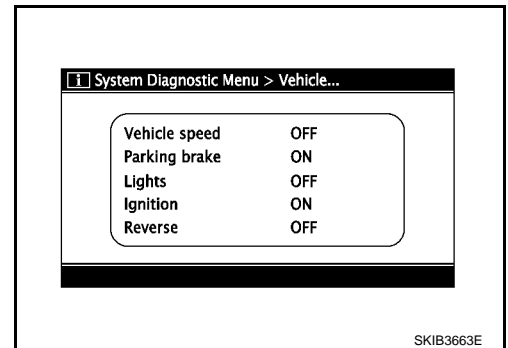 i System Diagnostic Menu > Vehicle...
Vehicle speed OFF
Parking brake ON
Lights OFF
Ignition ON
Reverse OFF
SKIB3663E